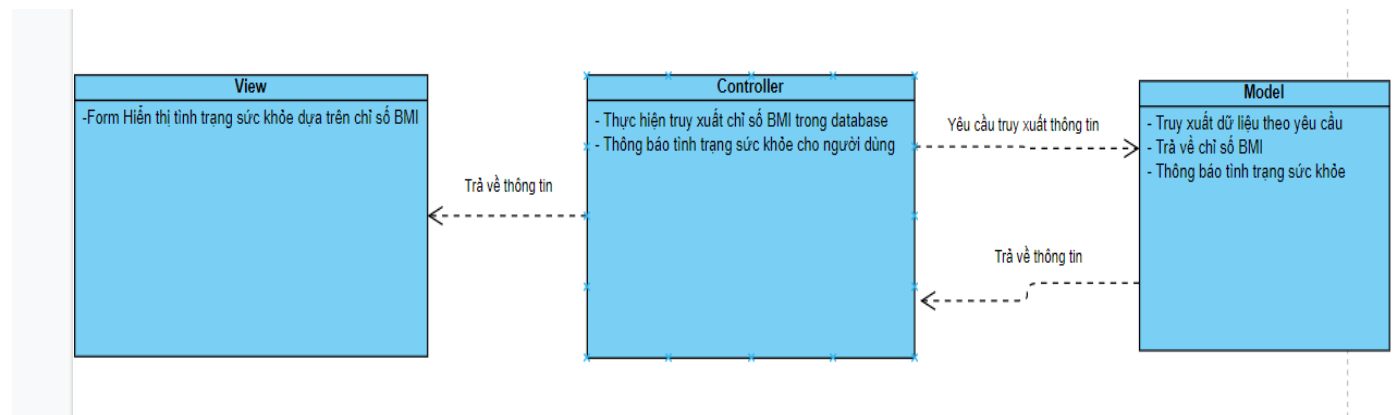 View
-Form Hiển thị tình trạng sức khỏe dựa trên chỉ số BMI
Trả về thông tin
Controller
- Thực hiện truy xuất chỉ số BMI trong database
- Thông báo tình trạng sức khỏe cho người dùng
Yêu cầu truy xuất thông tin
Trả về thông tin
Model
- Truy xuất dữ liệu theo yêu cầu
- Trả về chỉ số BMI
- Thông báo tình trạng sức khỏe